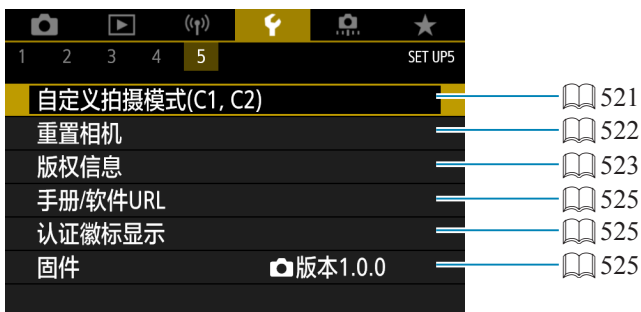 1 2 3 4 5 SET UP5
自定义拍摄模式(C1, C2) 521
重置相机 522
版权信息 523
手册/软件URL 525
认证徽标显示 525
固件 版本1.0.0 525